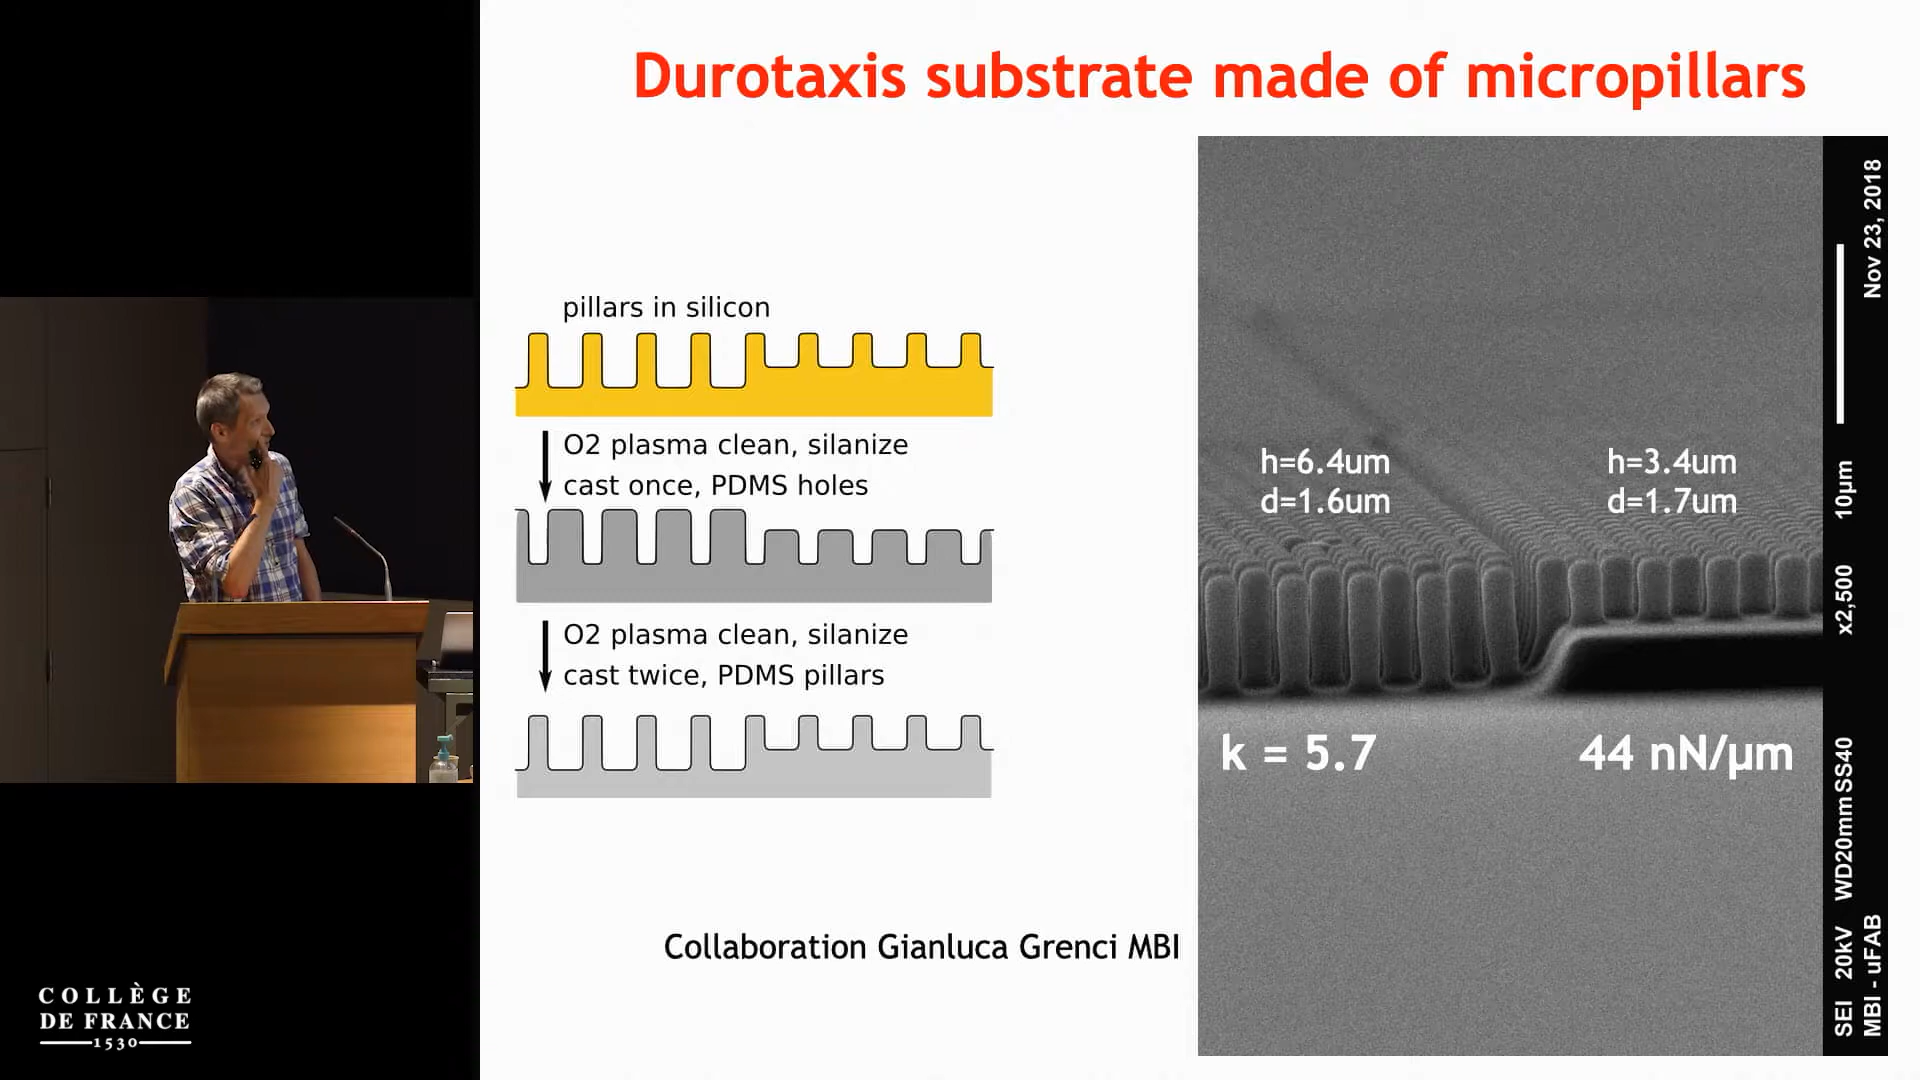 Durotaxis substrate made of micropillars
pillars in silicon
O2 plasma clean, silanize
cast once, PDMS holes
O2 plasma clean, silanize
cast twice, PDMS pillars
Collaboration Gianluca Grenci MBI
h=6.4um
d=1.6um
h=3.4um
d=1.7um
k = 5.7
44 nN/µm
SEI 20kV WD20mm SS40 x2,500 10µm
MBI - uFAB Nov 23, 2018
COLLÈGE
DE FRANCE
1530